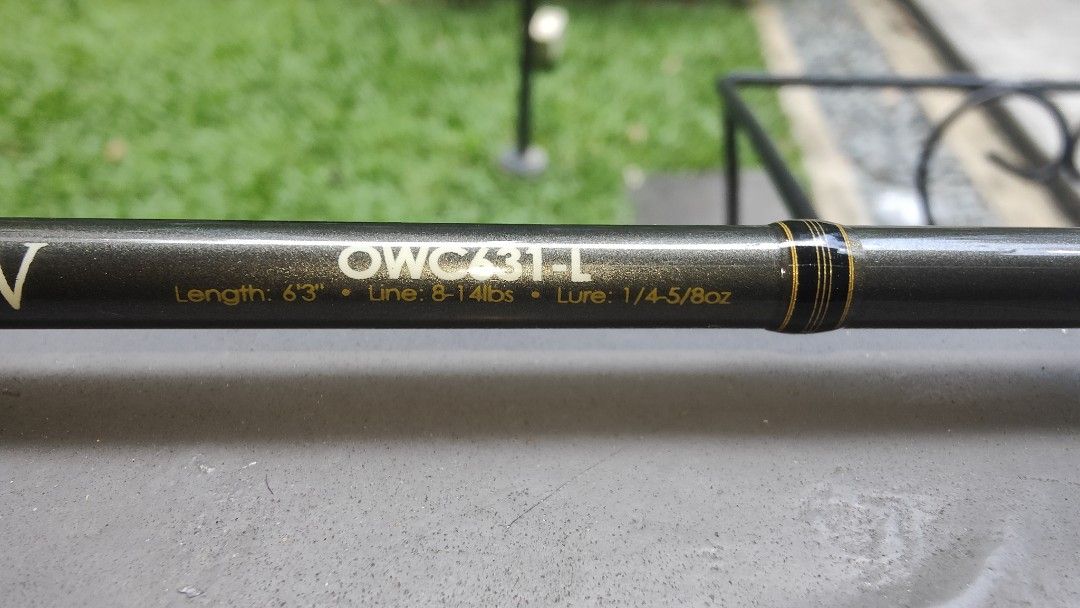 OWC631-L
Length: 6'3" • Line: 8-14lbs • Lure: 1/4-5/8oz